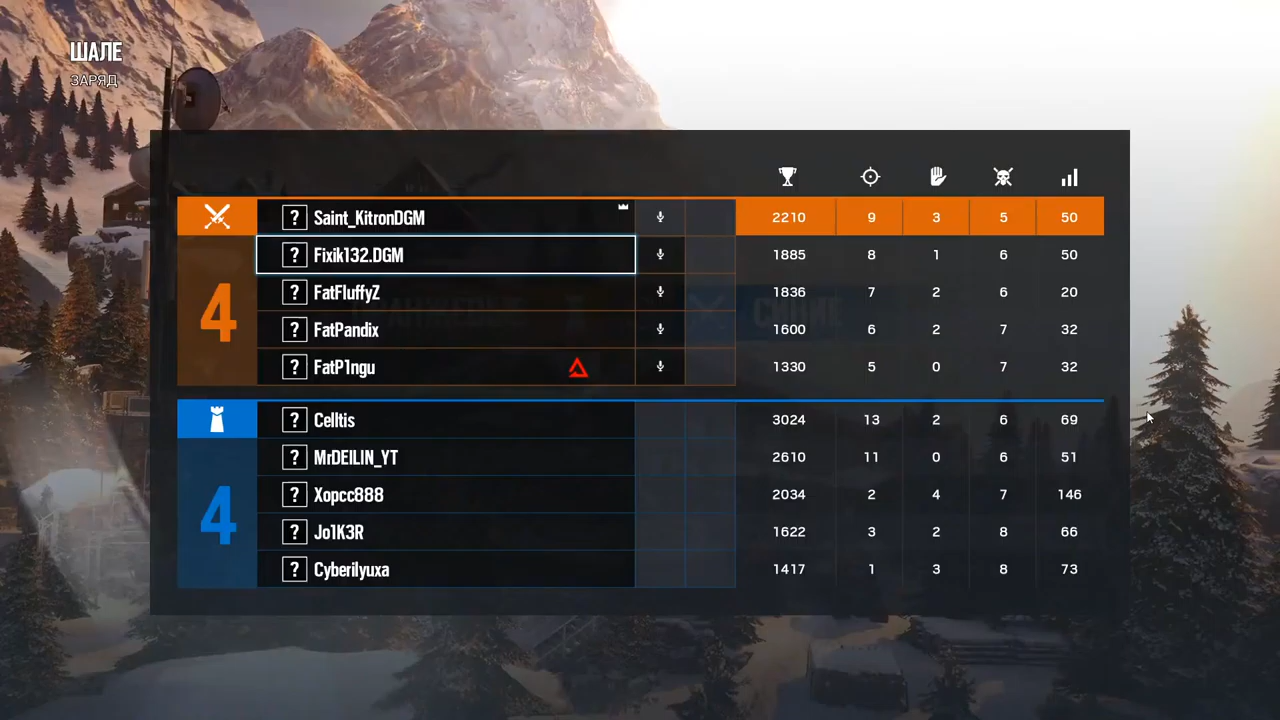 ШАЛЕ
ЗАРЯД
? Saint_KitronDGM 2210 9 3 5 50
? Fixik132.DGM 1885 8 1 6 50
4
? FatFluffyZ 1836 7 2 6 20
? FatPandix 1600 6 2 7 32
? FatP1ngu 1330 5 0 7 32
? Celltis 3024 13 2 6 69
? MrDEILIN_YT 2610 11 0 6 51
4
? Xopcc888 2034 2 4 7 146
? Jo1K3R 1622 3 2 8 66
? Cyberilyuxa 1417 1 3 8 73